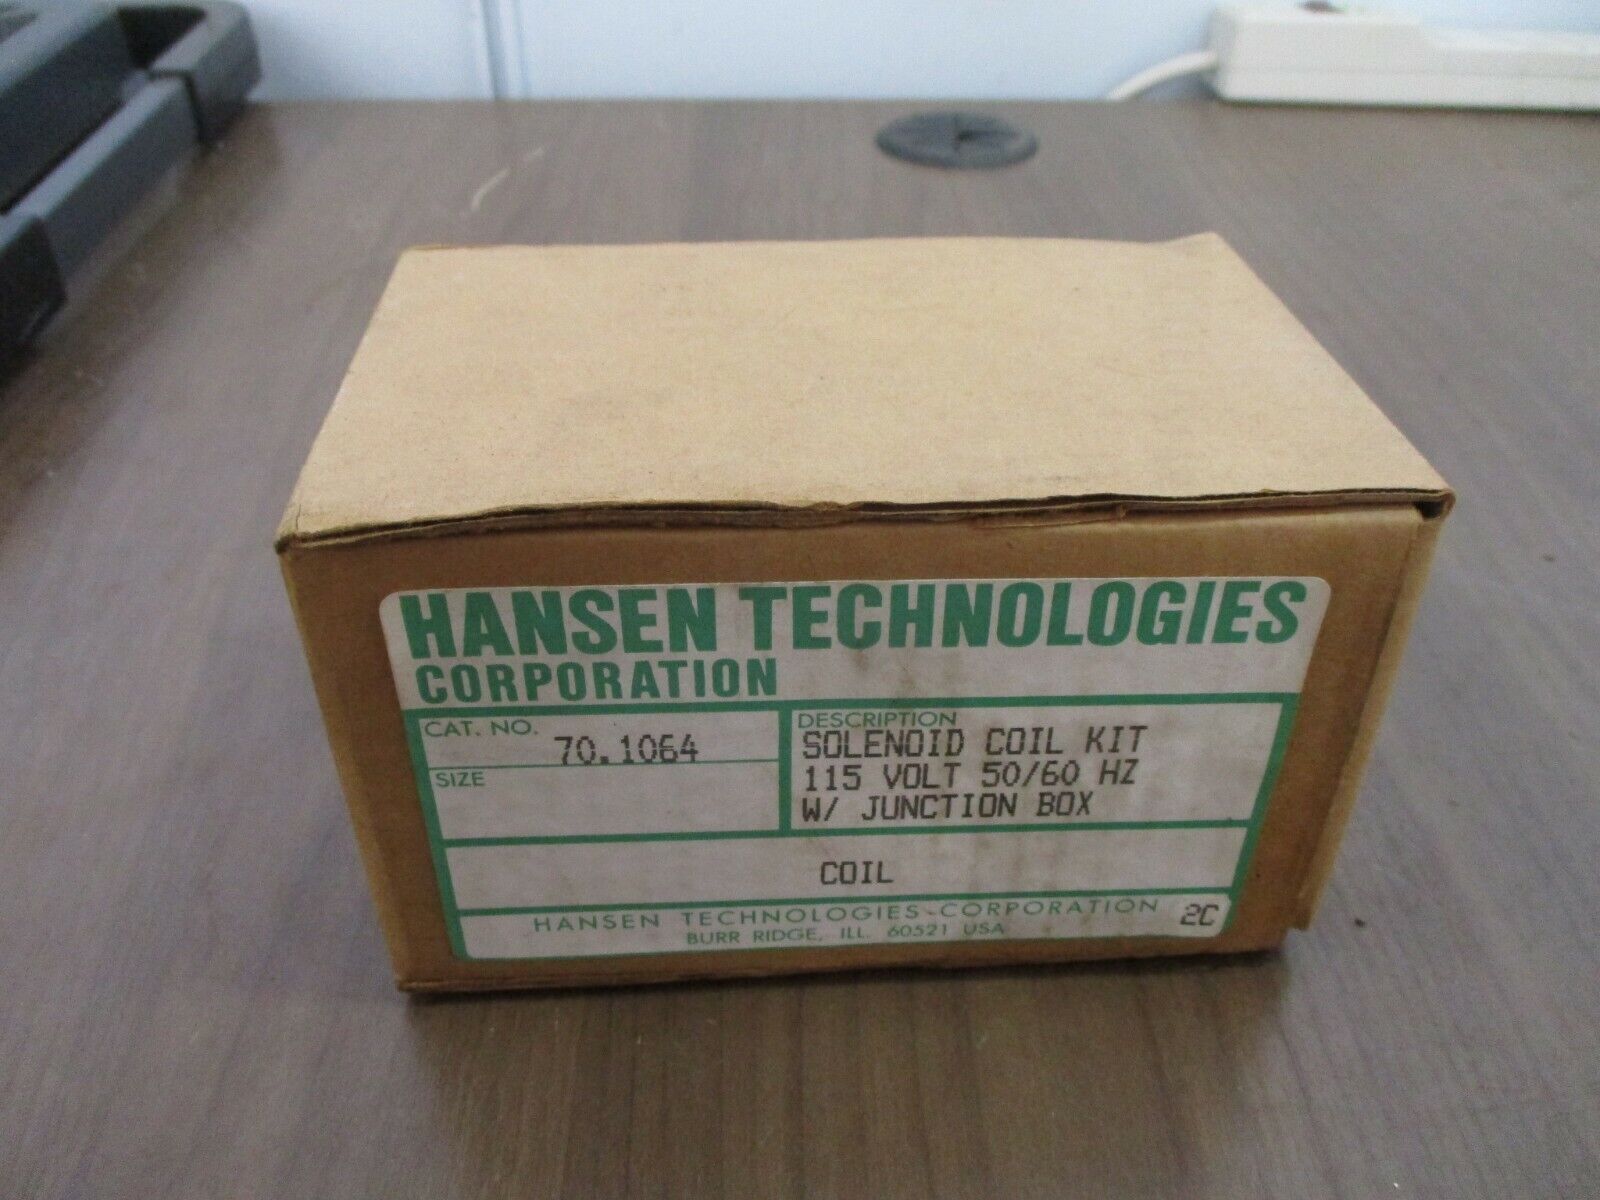 HANSEN TECHNOLOGIES
CORPORATION
CAT. NO.
70.1064
SIZE
DESCRIPTION
SOLENOID COIL KIT
115 VOLT 50/60 HZ
W/ JUNCTION BOX
COIL
HANSEN TECHNOLOGIES CORPORATION
BURR RIDGE, ILL. 60521 USA
2C